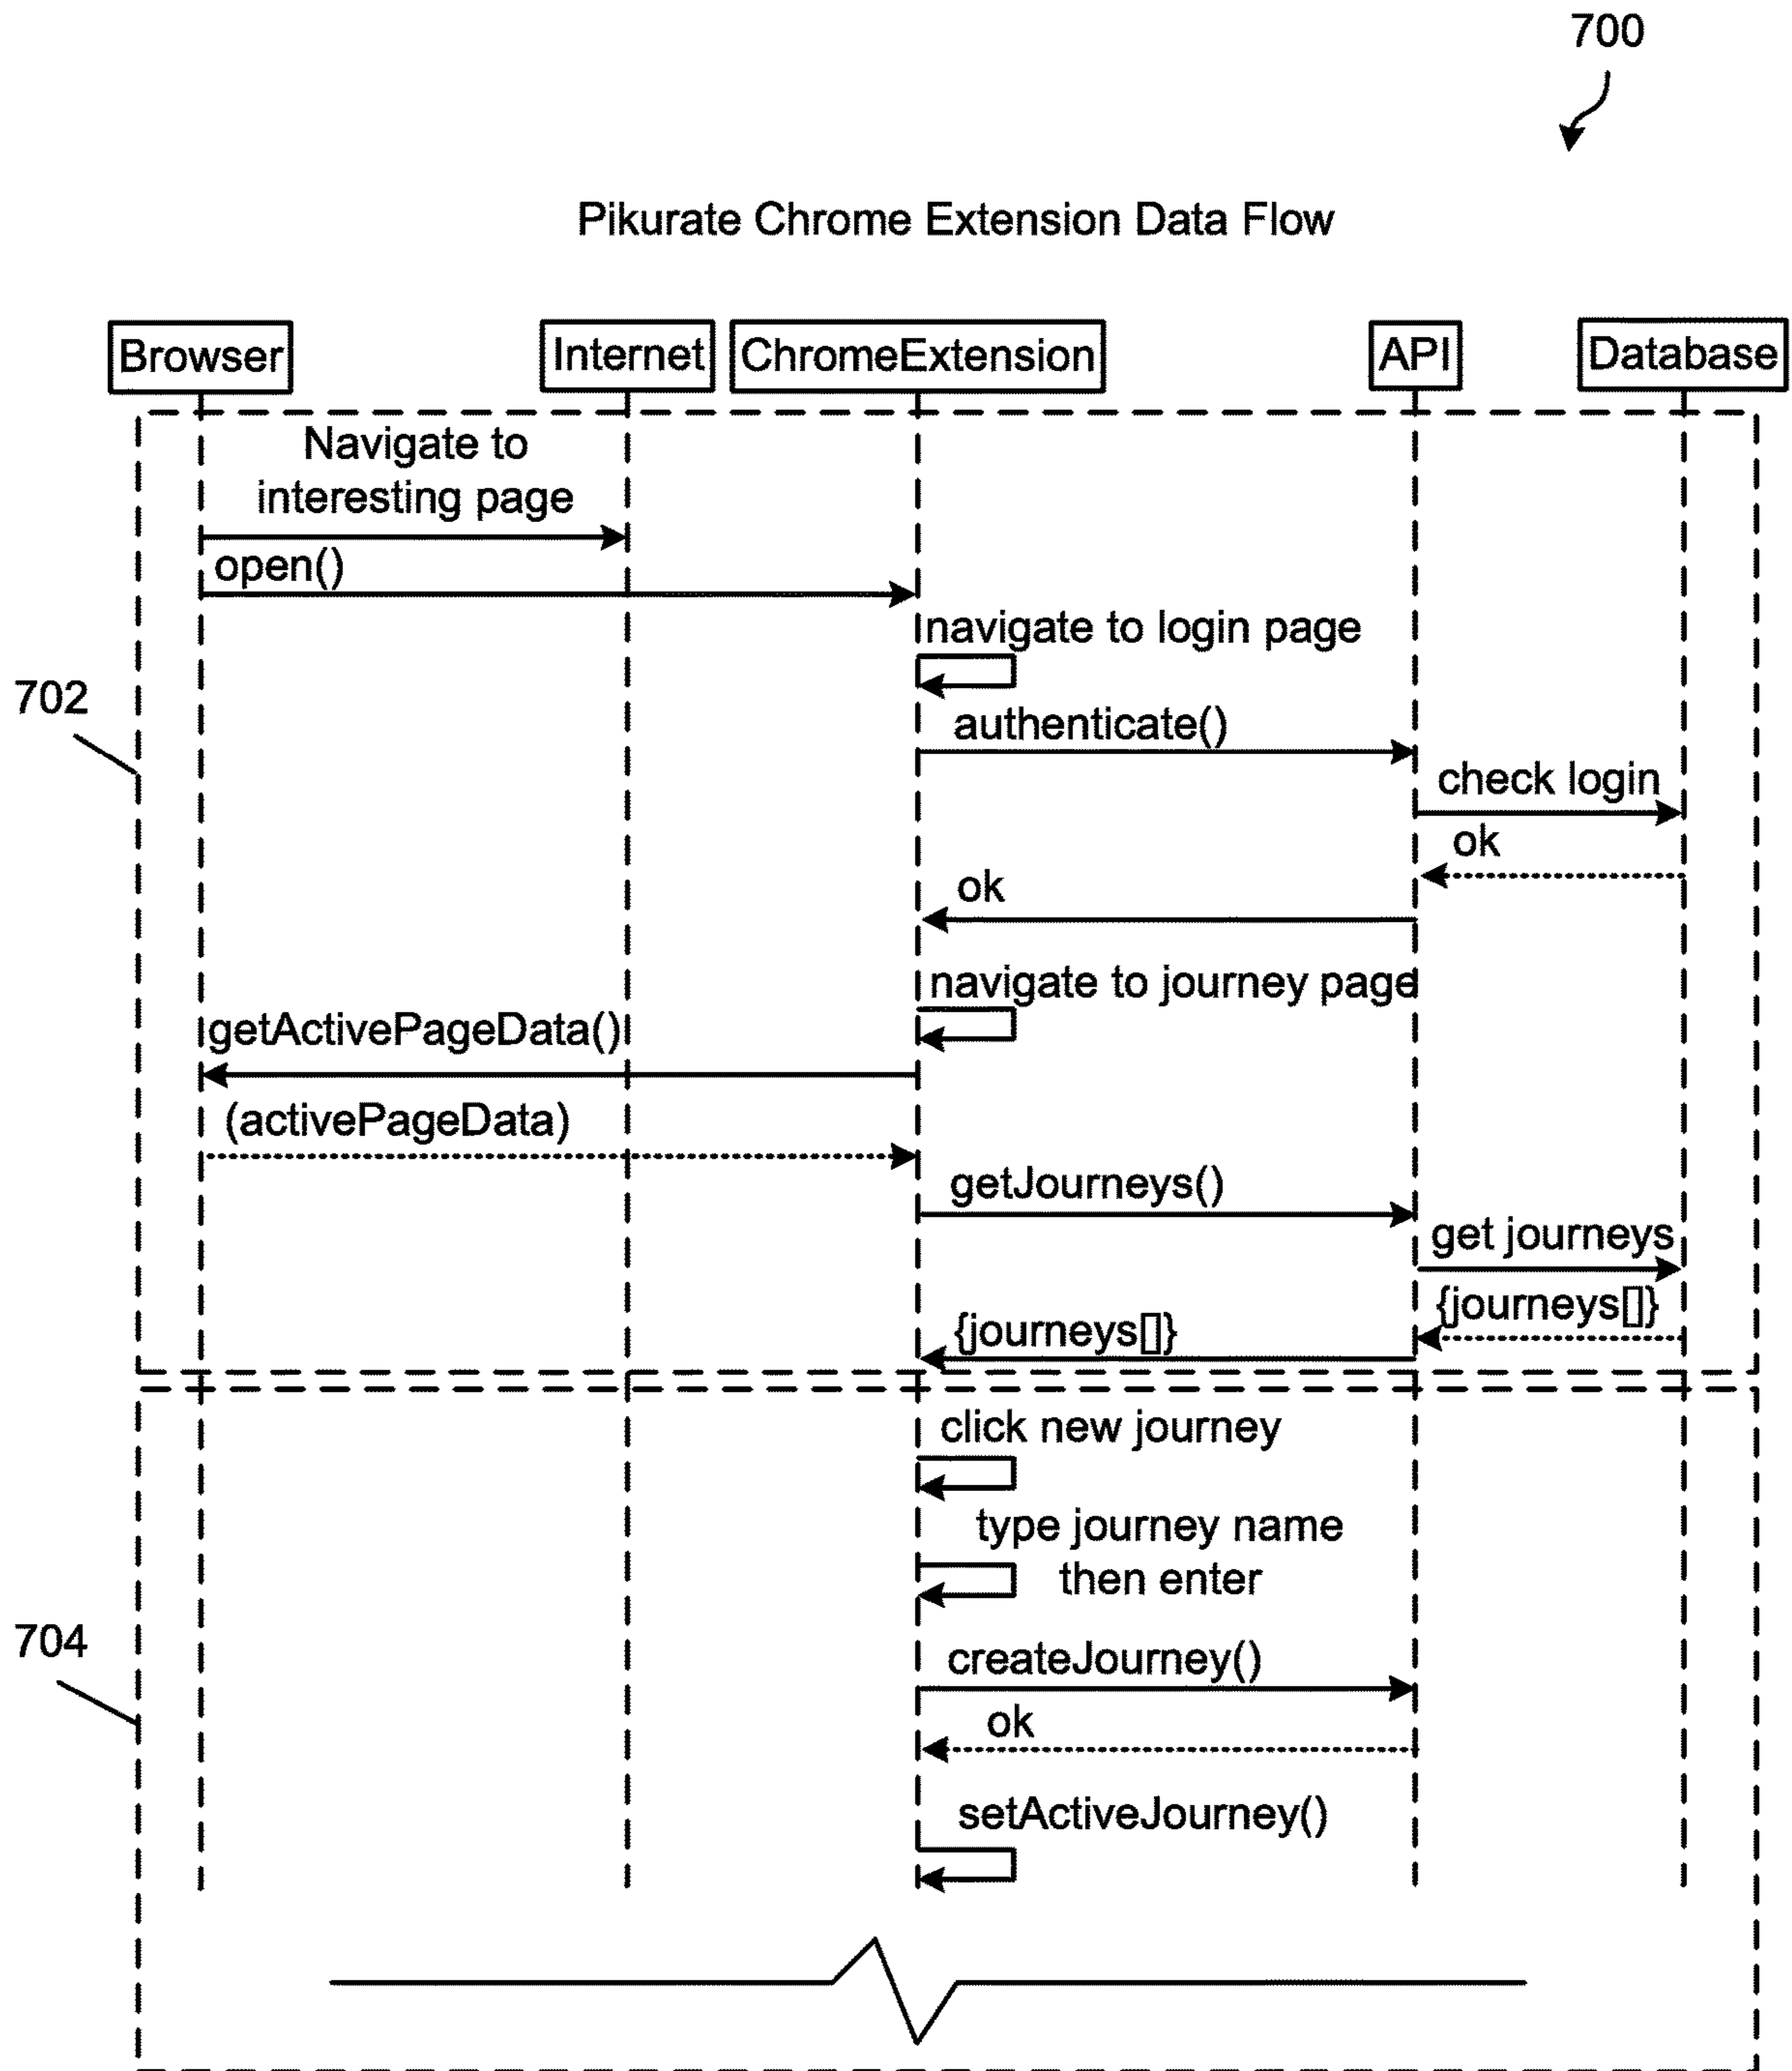 700
Pikurate Chrome Extension Data Flow
Browser
Internet
ChromeExtension
API
Database
Navigate to
interesting page
open()
navigate to login page
702
authenticate()
check login
ok
ok
navigate to journey page
getActivePageData()
(activePageData)
getJourneys()
get journeys
{journeys[]}
{journeys[]}
click new journey
type journey name
then enter
704
createJourney()
ok
setActiveJourney()